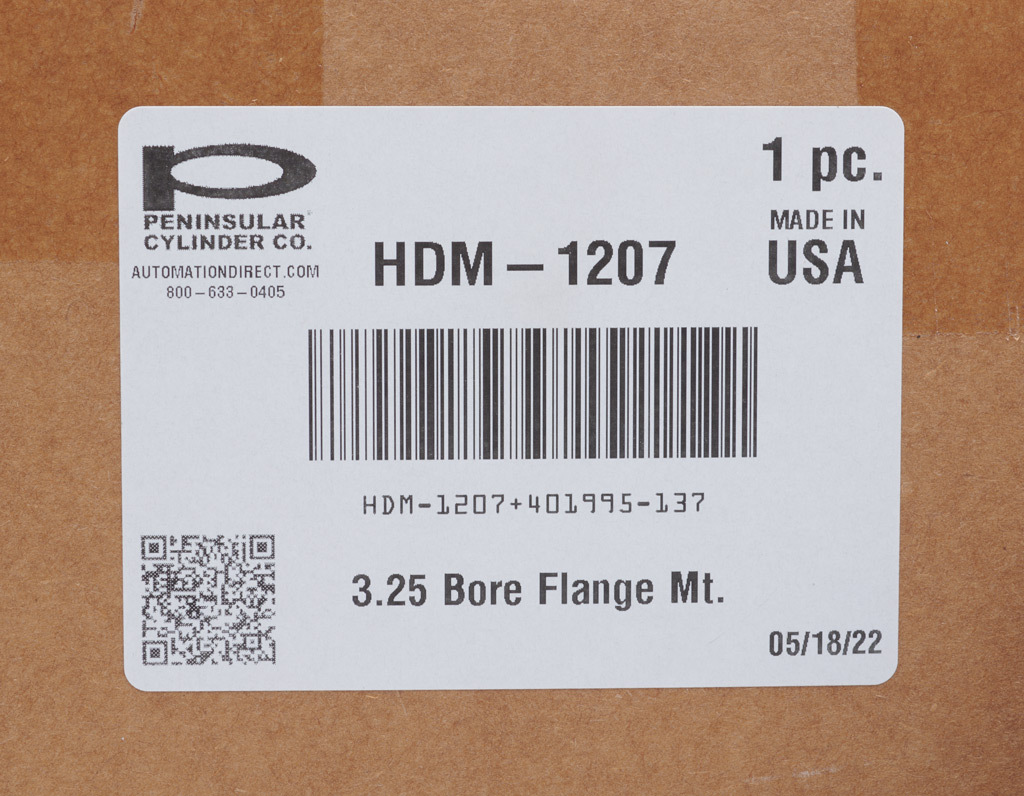 PENINSULAR
CYLINDER CO.
AUTOMATIONDIRECT.COM
800-633-0405
HDM-1207
1 pc.
MADE IN
USA
HDM-1207+401995-137
3.25 Bore Flange Mt.
05/18/22